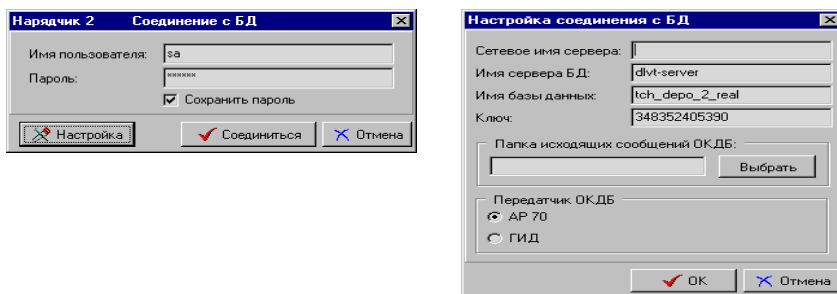 Нарядчик 2 Соединение с БД
Имя пользователя: sa
Пароль: ******
Сохранить пароль
Настройка Соединиться Отмена
Настройка соединения с БД
Сетевое имя сервера:
Имя сервера БД: dlvt-server
Имя базы данных: tch_depo_2_real
Ключ: 348352405390
Папка исходящих сообщений ОКДБ:
Выбрать
Передатчик ОКДБ
АР 70
ГИД
OK Отмена